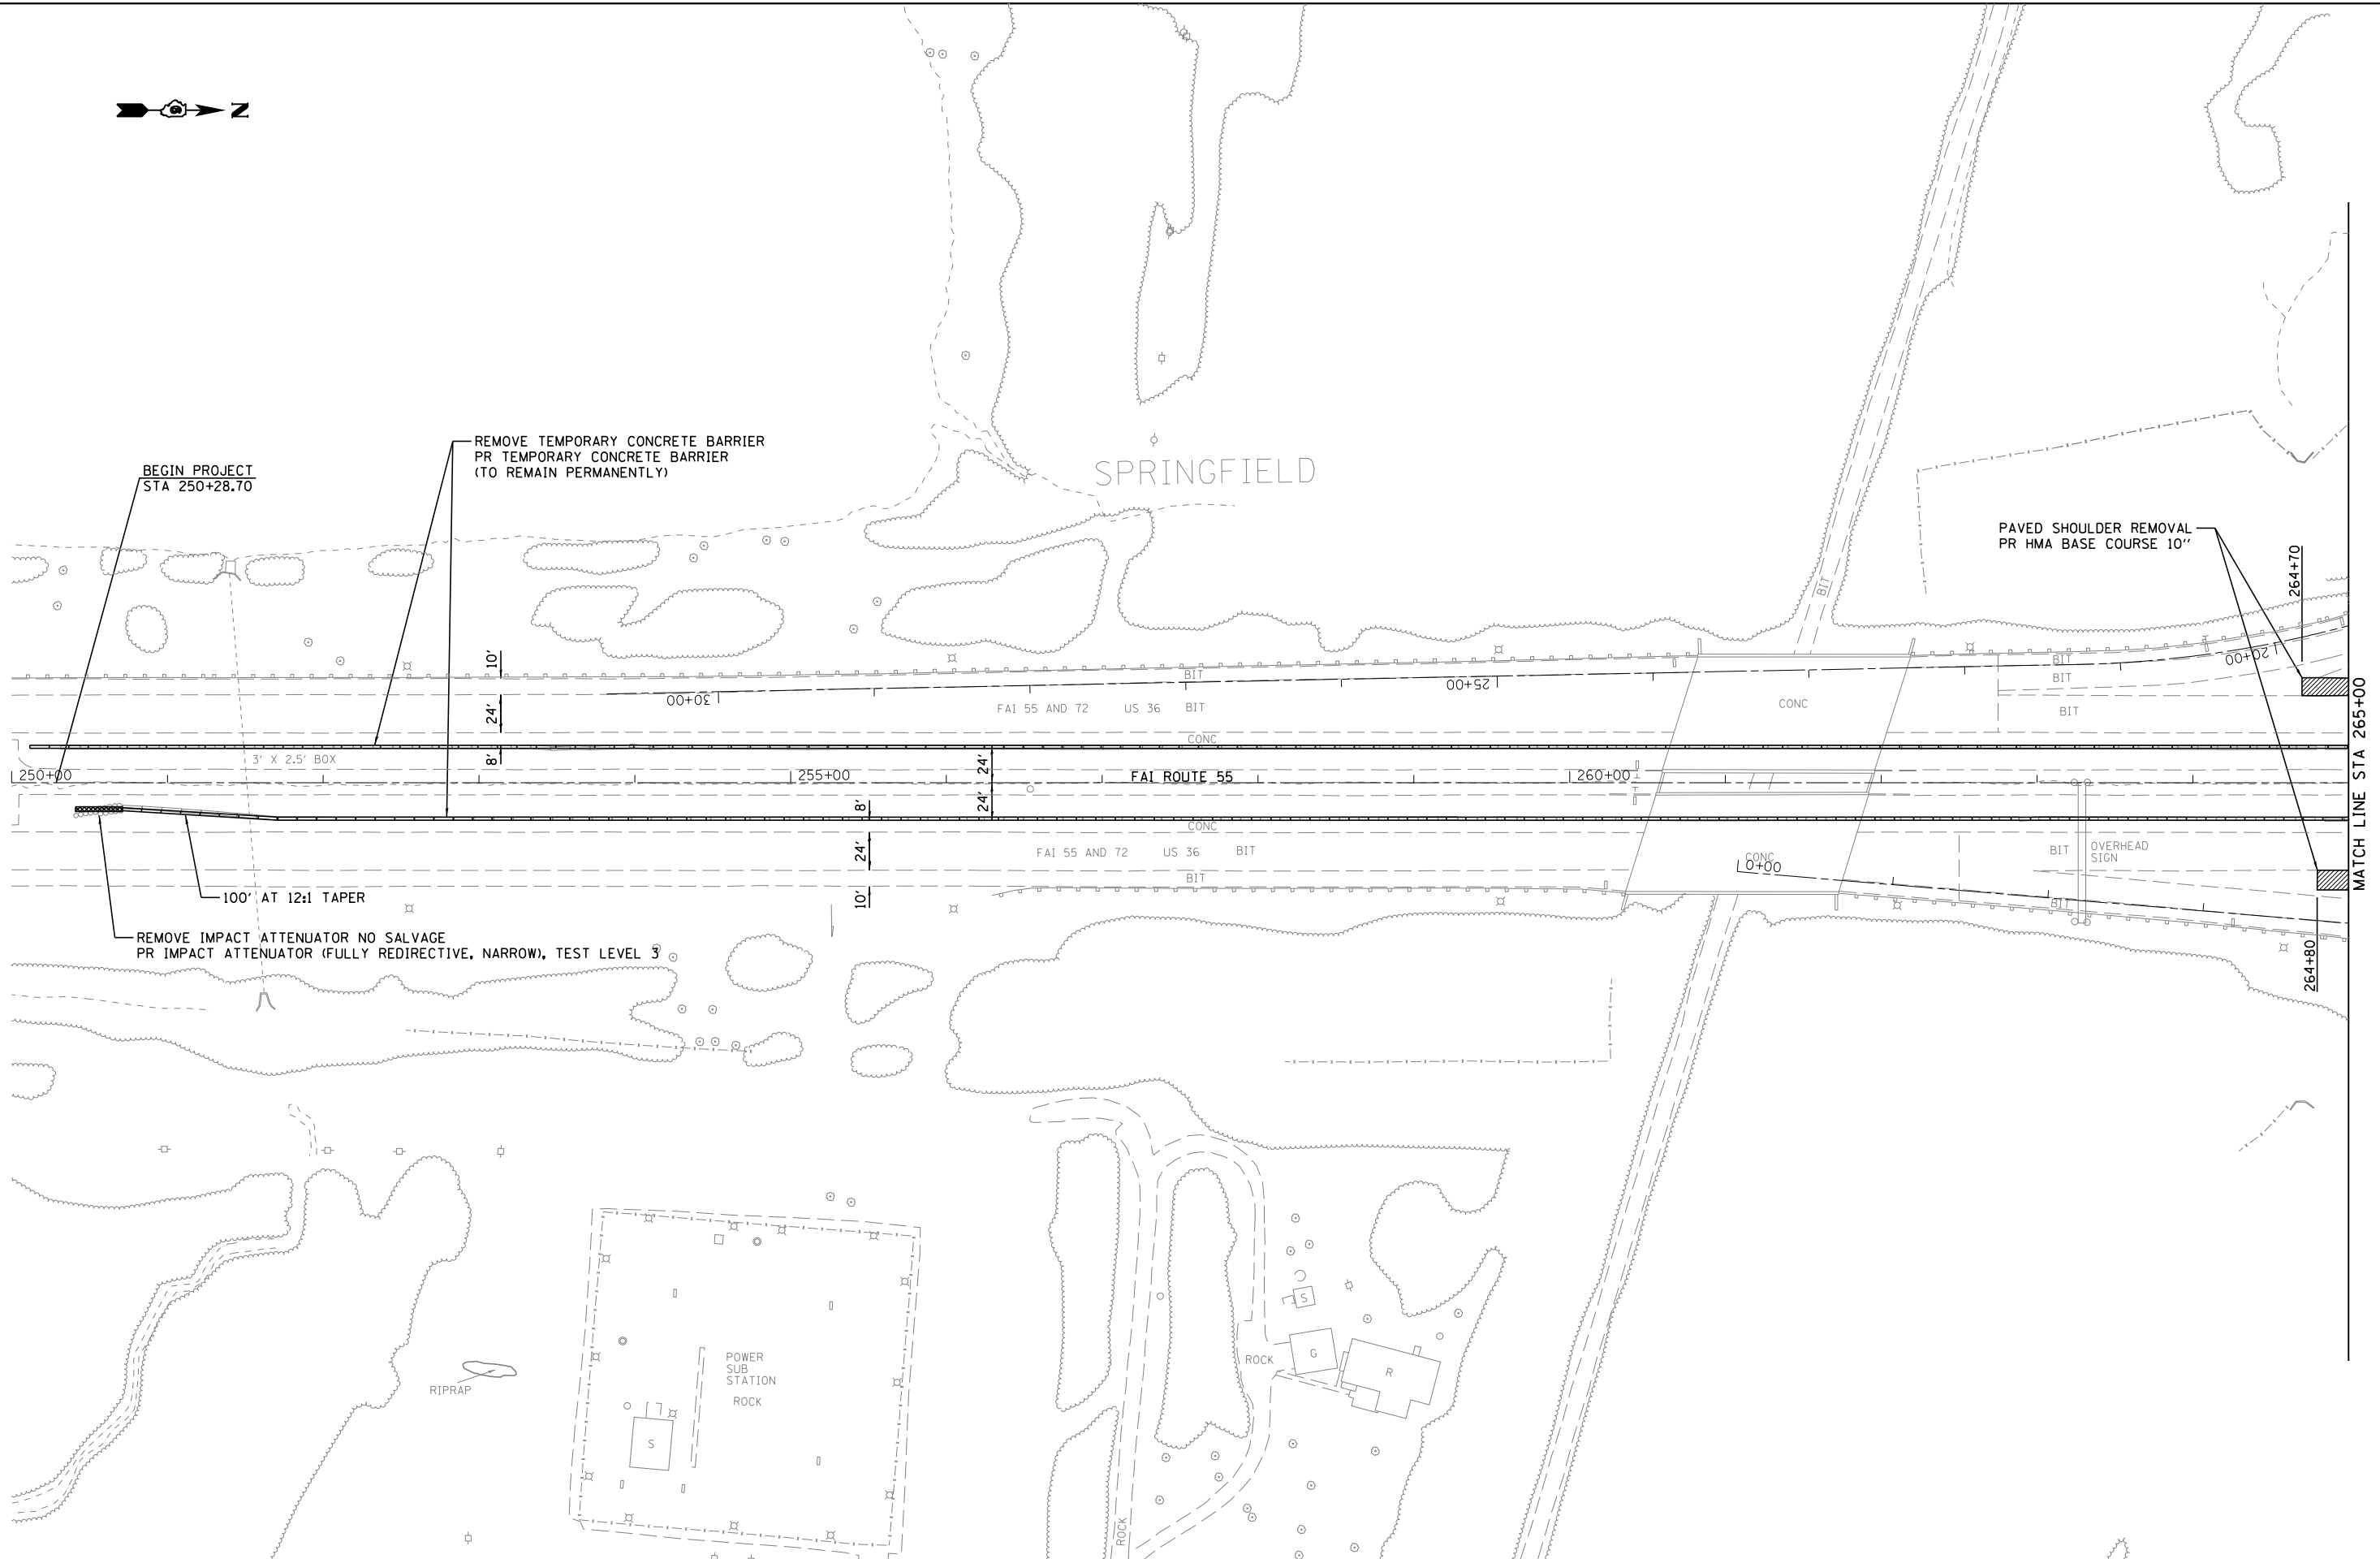 N
SPRINGFIELD
REMOVE TEMPORARY CONCRETE BARRIER
PR TEMPORARY CONCRETE BARRIER
(TO REMAIN PERMANENTLY)
BEGIN PROJECT
STA 250+28.70
PAVED SHOULDER REMOVAL
PR HMA BASE COURSE 10"
264+70
BIT
10'
BIT
BIT
20+00
BIT
30+00
25+00
24'
FAI 55 AND 72 US 36 BIT
CONC
BIT
MATCH LINE STA 265+00
CONC
8'
3' X 2.5' BOX
24'
250+00
255+00
FAI ROUTE 55
260+00
8'
24'
CONC
24'
FAI 55 AND 72 US 36 BIT
CONC
0+00
BIT
OVERHEAD
SIGN
BIT
10'
BIT
100' AT 12:1 TAPER
REMOVE IMPACT ATTENUATOR NO SALVAGE
PR IMPACT ATTENUATOR (FULLY REDIRECTIVE, NARROW), TEST LEVEL 3
264+80
S
G
R
ROCK
POWER
SUB
STATION
ROCK
RIPRAP
S
ROCK